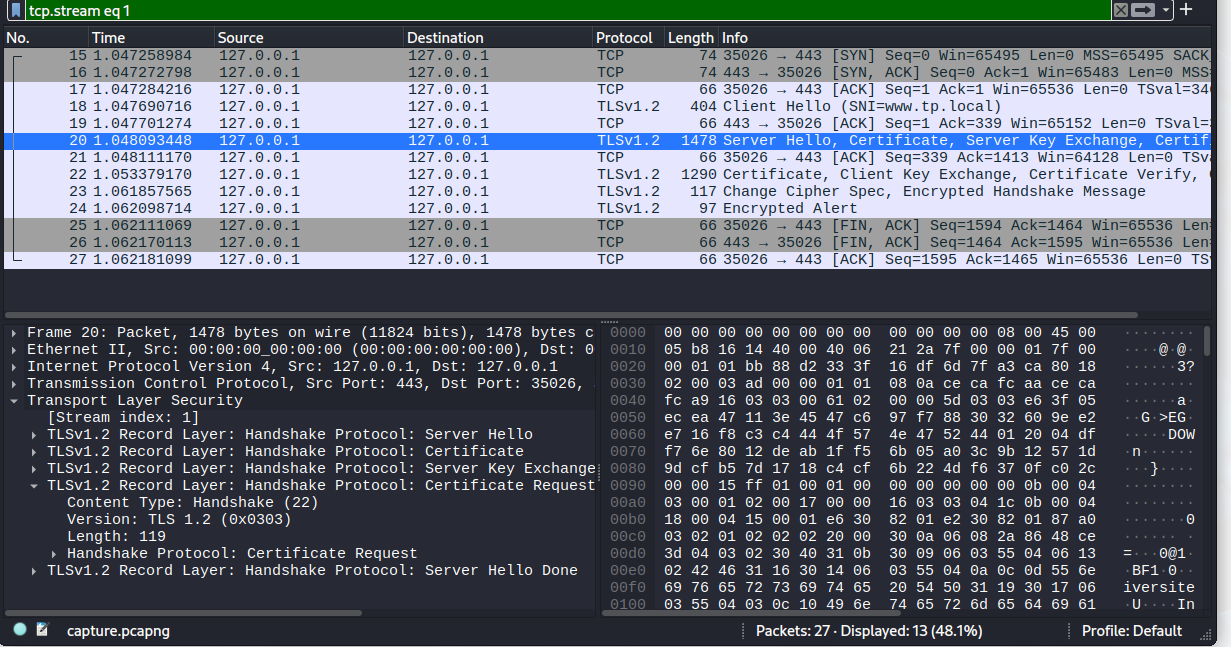 tcp.stream eq 1
No. Time Source Destination Protocol Length Info
15 1.047258984 127.0.0.1 127.0.0.1 TCP 74 35026 → 443 [SYN] Seq=0 Win=65495 Len=0 MSS=65495 SACK
16 1.047272798 127.0.0.1 127.0.0.1 TCP 74 443 → 35026 [SYN, ACK] Seq=0 Ack=1 Win=65483 Len=0 MSS=
17 1.047284216 127.0.0.1 127.0.0.1 TCP 66 35026 → 443 [ACK] Seq=1 Ack=1 Win=65536 Len=0 TSval=340
18 1.047690716 127.0.0.1 127.0.0.1 TLSv1.2 404 Client Hello (SNI=www.tp.local)
19 1.047701274 127.0.0.1 127.0.0.1 TCP 66 443 → 35026 [ACK] Seq=1 Ack=339 Win=65152 Len=0 TSval=
20 1.048093448 127.0.0.1 127.0.0.1 TLSv1.2 1478 Server Hello, Certificate, Server Key Exchange, Certif
21 1.048111170 127.0.0.1 127.0.0.1 TCP 66 35026 → 443 [ACK] Seq=339 Ack=1413 Win=64128 Len=0 TSv
22 1.053379170 127.0.0.1 127.0.0.1 TLSv1.2 1290 Certificate, Client Key Exchange, Certificate Verify,
23 1.061857565 127.0.0.1 127.0.0.1 TLSv1.2 117 Change Cipher Spec, Encrypted Handshake Message
24 1.062098714 127.0.0.1 127.0.0.1 TLSv1.2 97 Encrypted Alert
25 1.062111069 127.0.0.1 127.0.0.1 TCP 66 35026 → 443 [FIN, ACK] Seq=1594 Ack=1464 Win=65536 Len
26 1.062170113 127.0.0.1 127.0.0.1 TCP 66 443 → 35026 [FIN, ACK] Seq=1464 Ack=1595 Win=65536 Len
27 1.062181099 127.0.0.1 127.0.0.1 TCP 66 35026 → 443 [ACK] Seq=1595 Ack=1465 Win=65536 Len=0 TS
Frame 20: Packet, 1478 bytes on wire (11824 bits), 1478 bytes c
Ethernet II, Src: 00:00:00_00:00:00 (00:00:00:00:00:00), Dst: 0
Internet Protocol Version 4, Src: 127.0.0.1, Dst: 127.0.0.1
Transmission Control Protocol, Src Port: 443, Dst Port: 35026,
Transport Layer Security
[Stream index: 1]
TLSv1.2 Record Layer: Handshake Protocol: Server Hello
TLSv1.2 Record Layer: Handshake Protocol: Certificate
TLSv1.2 Record Layer: Handshake Protocol: Server Key Exchange
TLSv1.2 Record Layer: Handshake Protocol: Certificate Request
Content Type: Handshake (22)
Version: TLS 1.2 (0x0303)
Length: 119
Handshake Protocol: Certificate Request
TLSv1.2 Record Layer: Handshake Protocol: Server Hello Done
0000 00 00 00 00 00 00 00 00 00 00 00 00 08 00 45 00 ········
0010 05 b8 16 14 40 00 40 06 21 2a 7f 00 00 01 7f 00 ····@·@·
0020 00 01 01 bb 88 d2 33 3f 16 df 6d 7f a3 ca 80 18 ······3?
0030 02 00 03 ad 00 00 01 01 08 0a ce ca fc aa ce ca ········
0040 fc a9 16 03 03 00 61 02 00 00 5d 03 03 e6 3f 05 ······a·
0050 ec ea 47 11 3e 45 47 c6 97 f7 88 30 32 60 9e e2 ··G·>EG·
0060 e7 16 f8 c3 c4 44 4f 57 4e 47 52 44 01 20 04 df ·····DOW
0070 f7 6e 80 12 de ab 1f f5 6b 05 a0 3c 9b 12 57 1d ·n······
0080 9d cf b5 7d 17 18 c4 cf 6b 22 4d f6 37 0f c0 2c ···}····
0090 00 00 15 ff 01 00 01 00 00 00 00 00 00 0b 00 04 ········
00a0 03 00 01 02 00 17 00 00 16 03 03 04 1c 0b 00 04 ········
00b0 18 00 04 15 00 01 e6 30 82 01 e2 30 82 01 87 a0 ·······0
00c0 03 02 01 02 02 02 20 00 30 0a 06 08 2a 86 48 ce ······ ·
00d0 3d 04 03 02 30 40 31 0b 30 09 06 03 55 04 06 13 =···0@1·
00e0 02 42 46 31 16 30 14 06 03 55 04 0a 0c 0d 55 6e ·BF1·0··
00f0 69 76 65 72 73 69 74 65 20 54 50 31 19 30 17 06 iversite
0100 03 55 04 03 0c 10 49 6e 74 65 72 6d 65 64 69 61 ·U····In
capture.pcapng
Packets: 27 · Displayed: 13 (48.1%)
Profile: Default